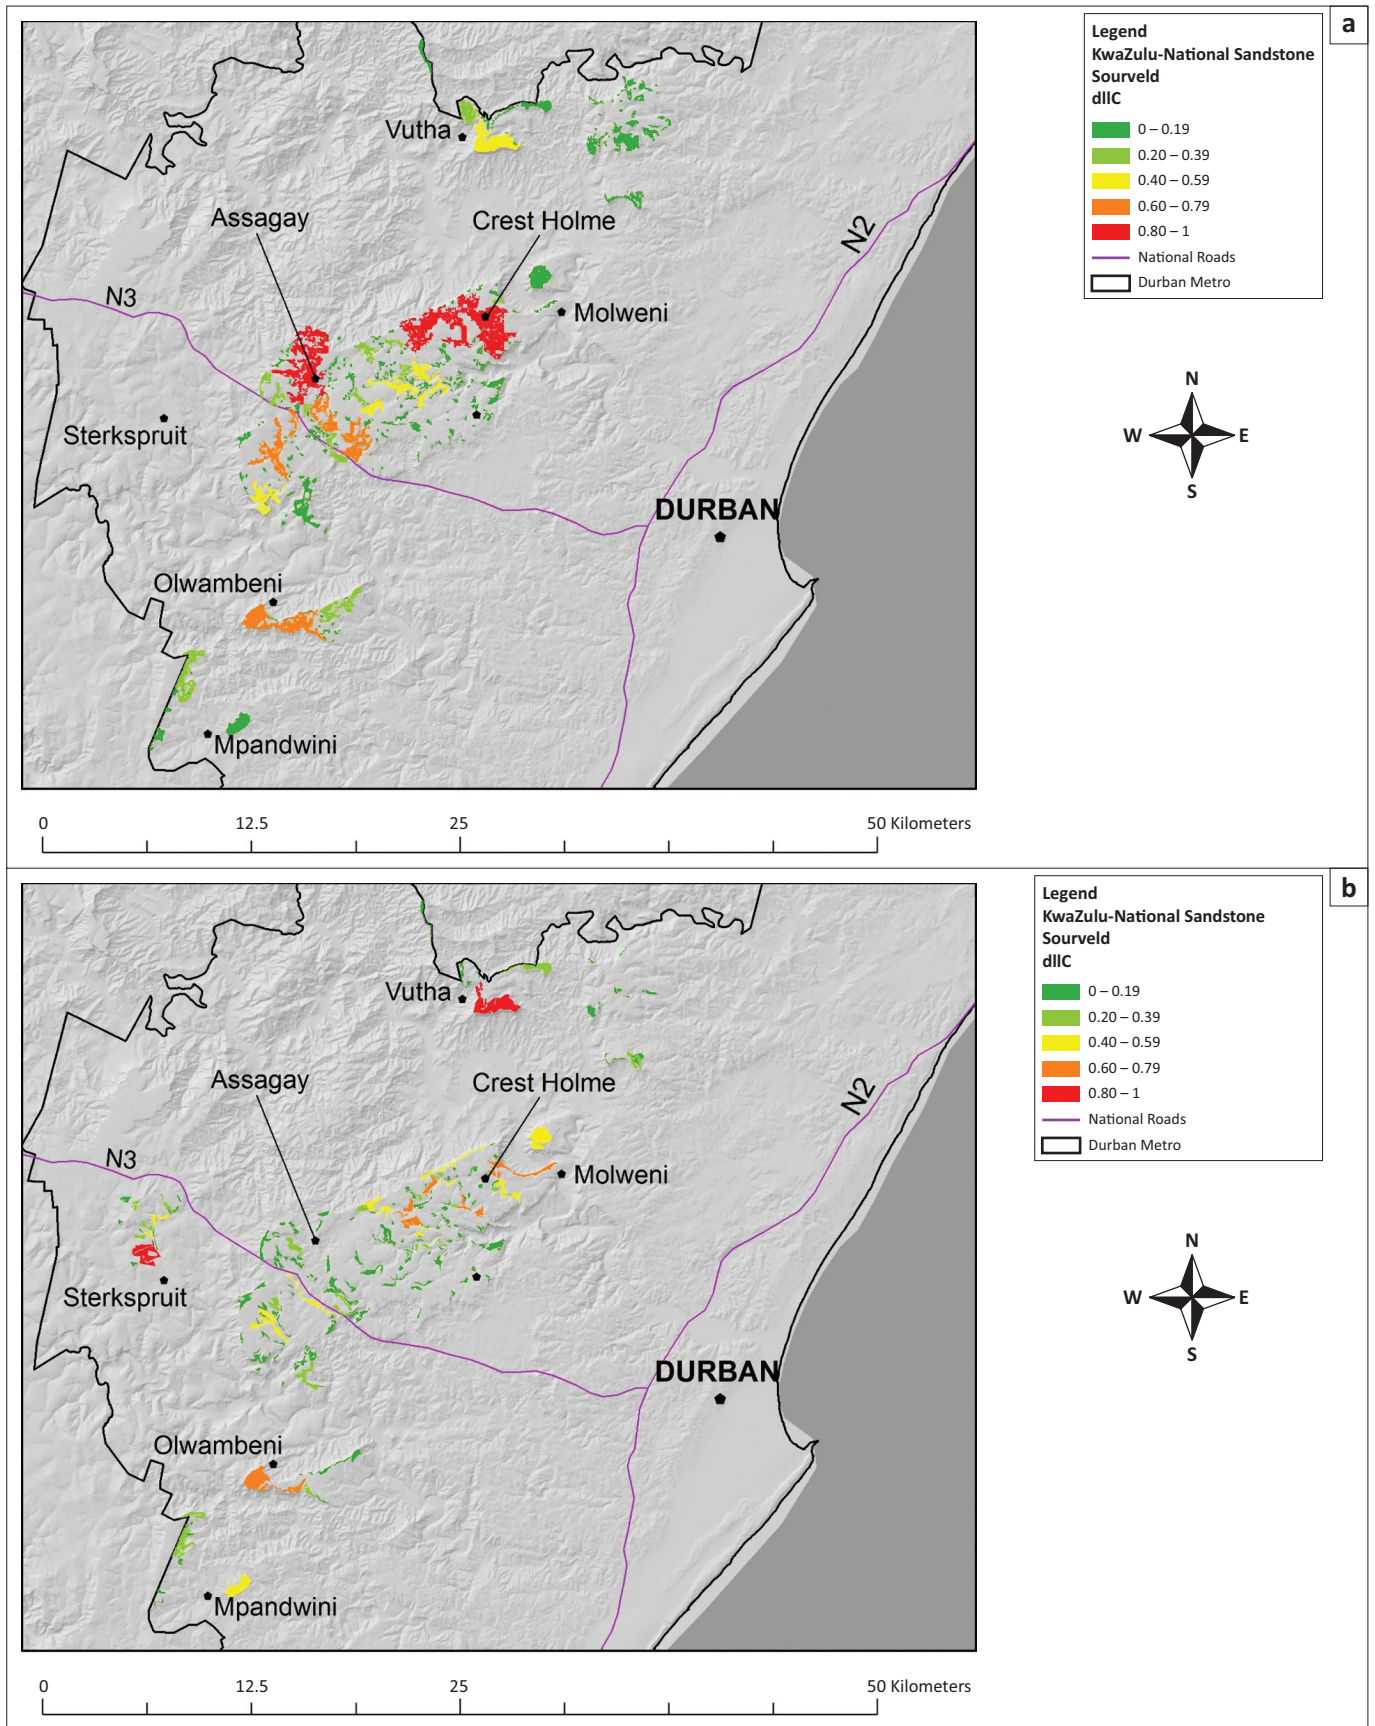 a
Legend
KwaZulu-National Sandstone
Sourveld
dllC
0 – 0.19
0.20 – 0.39
0.40 – 0.59
0.60 – 0.79
0.80 – 1
National Roads
Durban Metro
Vutha
Assagay
Crest Holme
N2
N3
Molweni
Sterkspruit
DURBAN
Olwambeni
Mpandwini
N
W E
S
0 12.5 25 50 Kilometers
b
Legend
KwaZulu-National Sandstone
Sourveld
dllC
0 – 0.19
0.20 – 0.39
0.40 – 0.59
0.60 – 0.79
0.80 – 1
National Roads
Durban Metro
Vutha
Assagay
Crest Holme
N2
N3
Molweni
Sterkspruit
DURBAN
Olwambeni
Mpandwini
N
W E
S
0 12.5 25 50 Kilometers